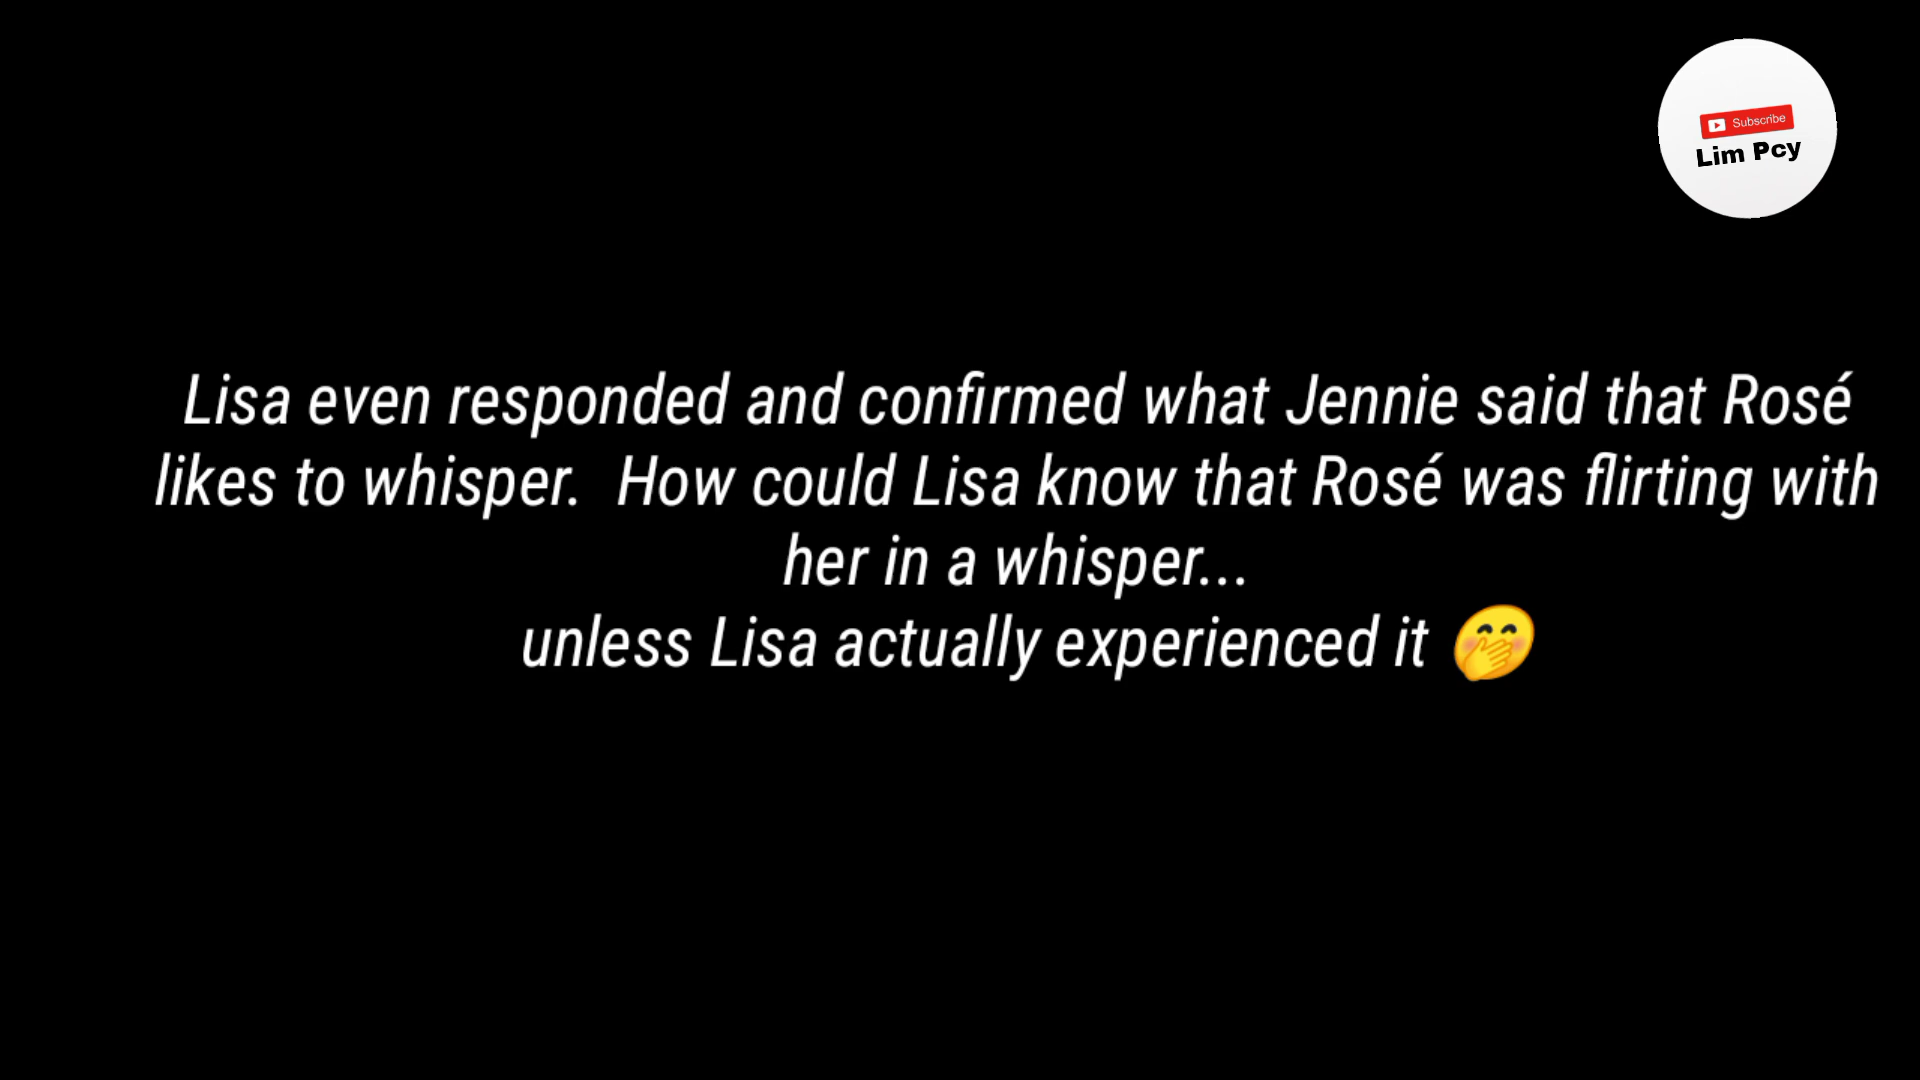 Subscribe
Lim Pcy
Lisa even responded and confirmed what Jennie said that Rosé
likes to whisper.  How could Lisa know that Rosé was flirting with
her in a whisper...
unless Lisa actually experienced it 🤭